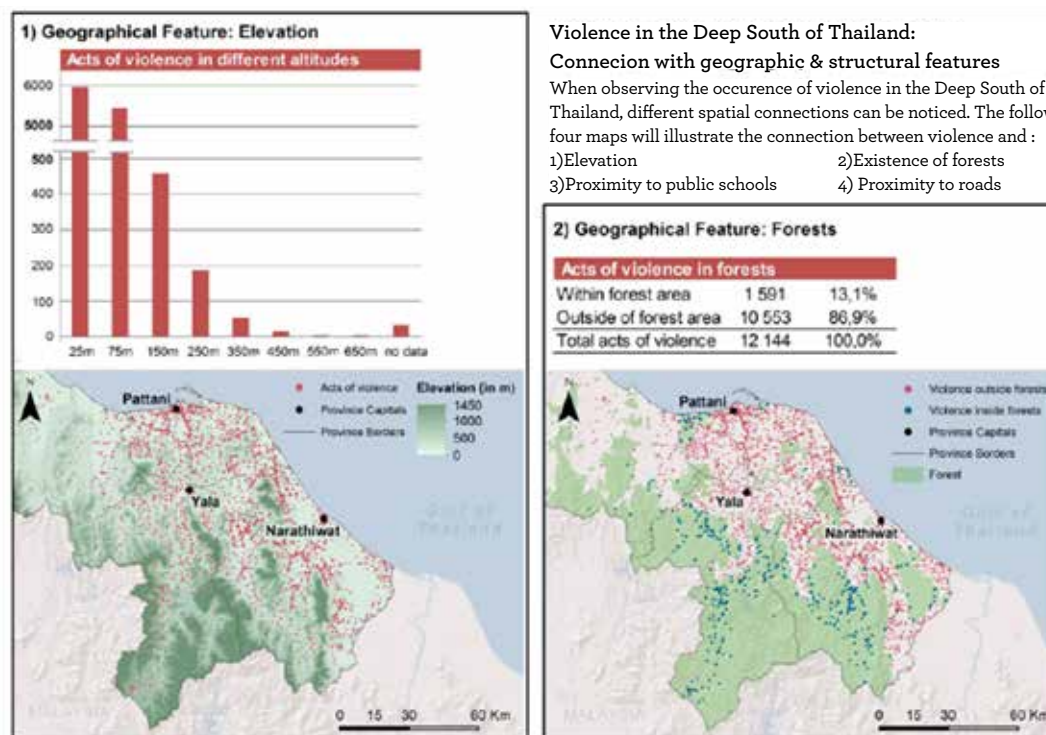 1) Geographical Feature: Elevation
Acts of violence in different altitudes
6000
5000
500
400
300
200
100
0
25m 75m 150m 250m 350m 450m 550m 650m no data
N
Pattani
Yala
Narathiwat
Acts of violence
Province Capitals
Province Borders
Elevation (in m)
1450
1000
500
0
Gulf of
Thailand
MALAYSIA
0 15 30 60 Km
Violence in the Deep South of Thailand:
Connecion with geographic & structural features
When observing the occurence of violence in the Deep South of
Thailand, different spatial connections can be noticed. The follow
four maps will illustrate the connection between violence and :
1)Elevation 2)Existence of forests
3)Proximity to public schools 4) Proximity to roads
2) Geographical Feature: Forests
Acts of violence in forests
Within forest area 1 591 13,1%
Outside of forest area 10 553 86,9%
Total acts of violence 12 144 100,0%
N
Pattani
Yala
Narathiwat
Violence outside forests
Violence inside forests
Province Capitals
Province Borders
Forest
Gulf of
Thailand
MALAYSIA
0 15 30 60 Km